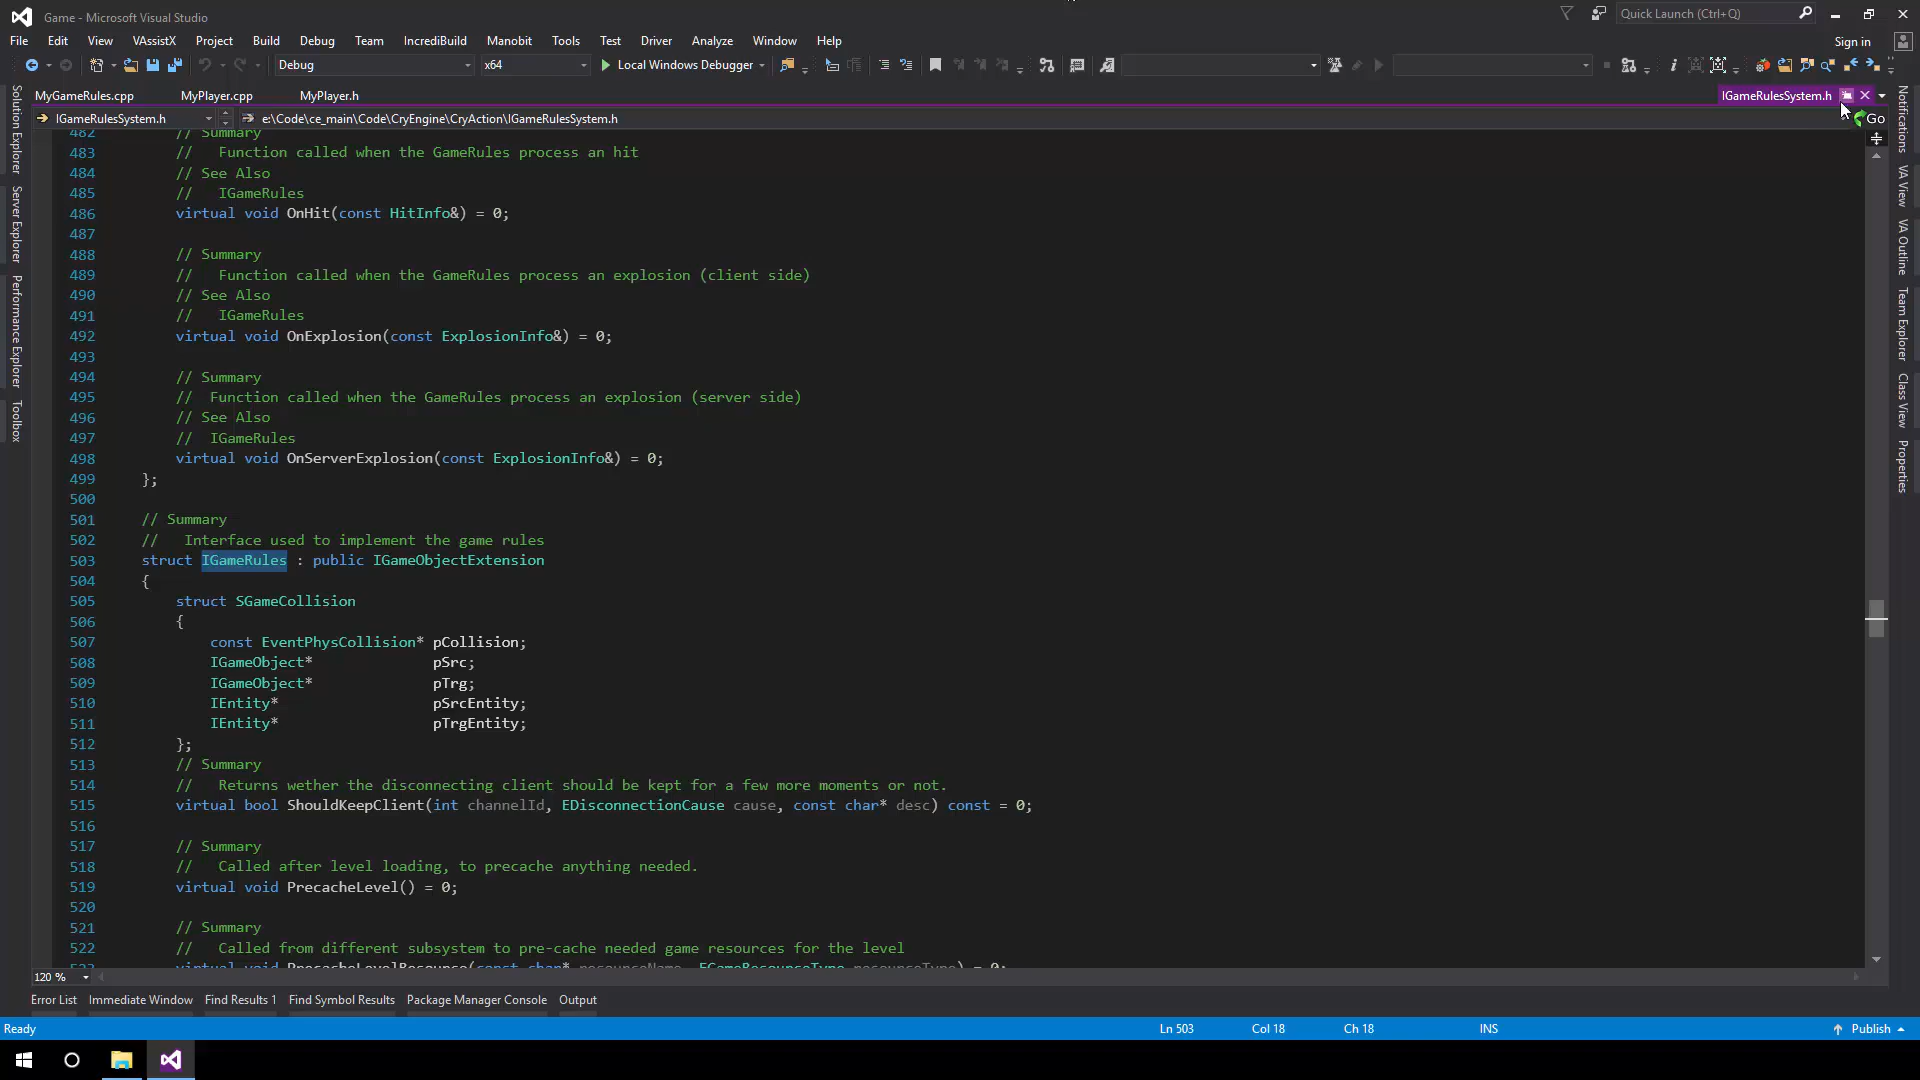 Game - Microsoft Visual Studio
Quick Launch (Ctrl+Q)
File Edit View VAssistX Project Build Debug Team IncrediBuild Manobit Tools Test Driver Analyze Window Help
Sign in
Debug x64 Local Windows Debugger
MyGameRules.cpp MyPlayer.cpp MyPlayer.h IGameRulesSystem.h
IGameRulesSystem.h e:\Code\ce_main\Code\CryEngine\CryAction\IGameRulesSystem.h Go
Solution Explorer
Server Explorer
Performance Explorer
Toolbox
482 // Summary
483 // Function called when the GameRules process an hit
484 // See Also
485 // IGameRules
486 virtual void OnHit(const HitInfo&) = 0;
487
488 // Summary
489 // Function called when the GameRules process an explosion (client side)
490 // See Also
491 // IGameRules
492 virtual void OnExplosion(const ExplosionInfo&) = 0;
493
494 // Summary
495 // Function called when the GameRules process an explosion (server side)
496 // See Also
497 // IGameRules
498 virtual void OnServerExplosion(const ExplosionInfo&) = 0;
499 };
500
501 // Summary
502 // Interface used to implement the game rules
503 struct IGameRules : public IGameObjectExtension
504 {
505 struct SGameCollision
506 {
507 const EventPhysCollision* pCollision;
508 IGameObject* pSrc;
509 IGameObject* pTrg;
510 IEntity* pSrcEntity;
511 IEntity* pTrgEntity;
512 };
513 // Summary
514 // Returns wether the disconnecting client should be kept for a few more moments or not.
515 virtual bool ShouldKeepClient(int channelId, EDisconnectionCause cause, const char* desc) const = 0;
516
517 // Summary
518 // Called after level loading, to precache anything needed.
519 virtual void PrecacheLevel() = 0;
520
521 // Summary
522 // Called from different subsystem to pre-cache needed game resources for the level
523 virtual void PrecacheLevelResource(const char* resourceName, EGameResourceType resourceType) = 0;
Notifications
VA View
VA Outline
Team Explorer
Class View
Properties
120 %
Error List Immediate Window Find Results 1 Find Symbol Results Package Manager Console Output
Ready Ln 503 Col 18 Ch 18 INS Publish